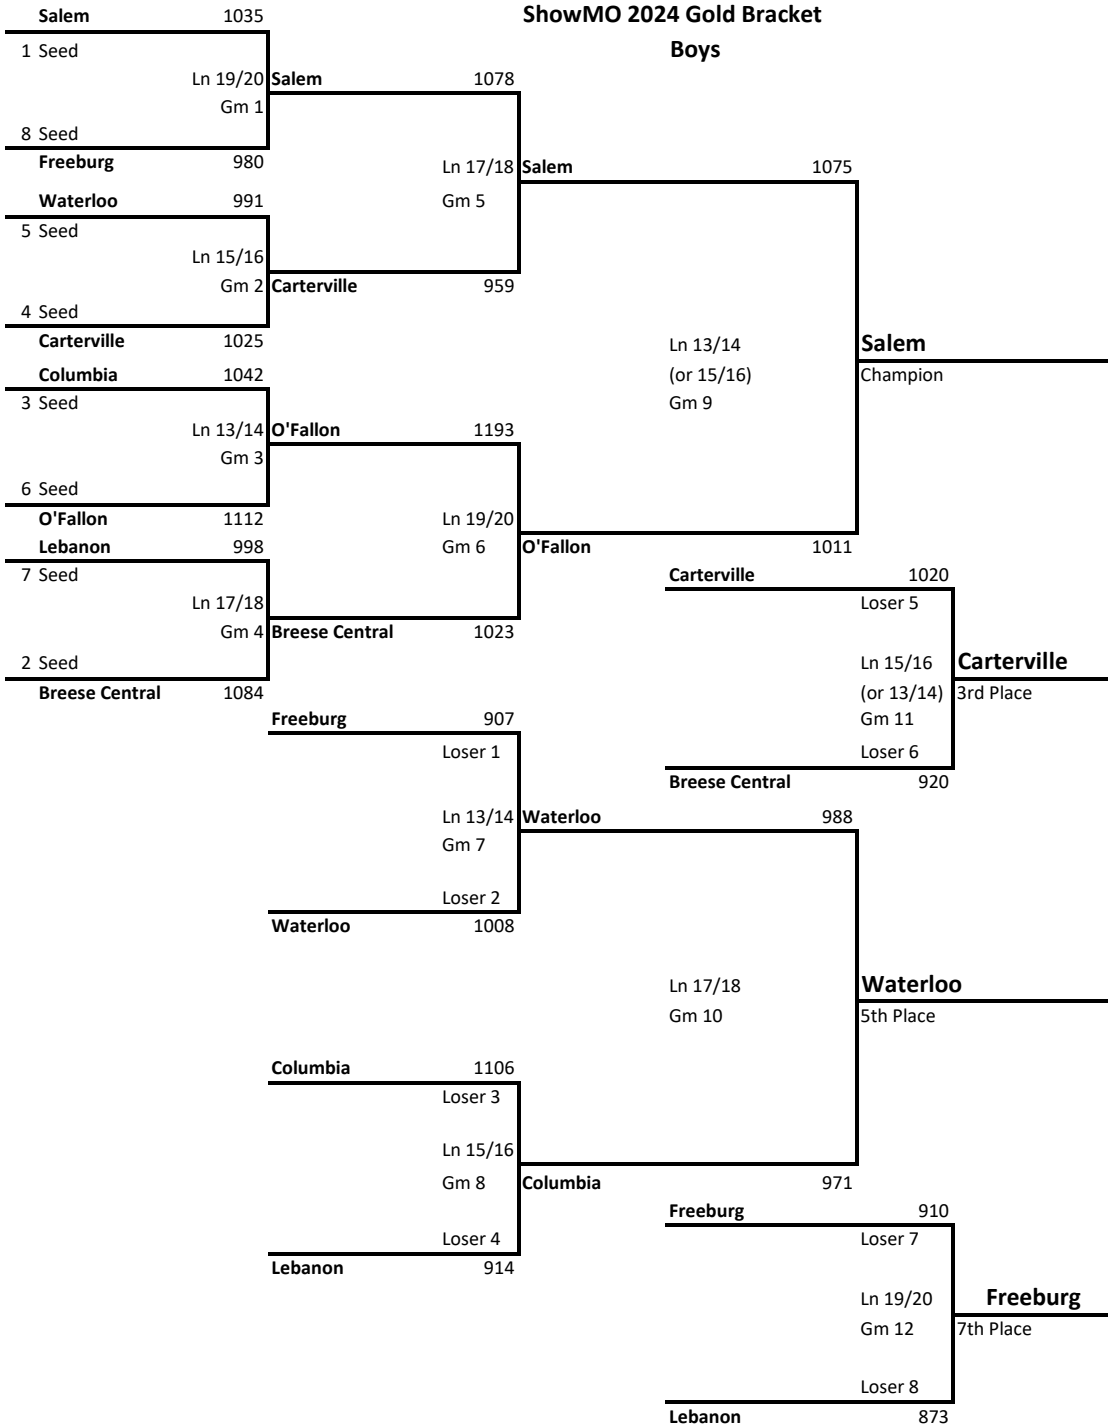 ShowMO 2024 Gold Bracket
Boys
Salem 1035
1 Seed
Ln 19/20 Salem 1078
Gm 1
8 Seed
Freeburg 980 Ln 17/18 Salem 1075
Waterloo 991 Gm 5
5 Seed
Ln 15/16
Gm 2 Carterville 959
4 Seed
Carterville 1025 Ln 13/14 Salem
Columbia 1042 (or 15/16) Champion
3 Seed Gm 9
Ln 13/14 O'Fallon 1193
Gm 3
6 Seed
O'Fallon 1112 Ln 19/20
Lebanon 998 Gm 6 O'Fallon 1011
7 Seed Carterville 1020
Ln 17/18 Loser 5
Gm 4 Breese Central 1023
2 Seed Ln 15/16 Carterville
Breese Central 1084 (or 13/14) 3rd Place
Freeburg 907 Gm 11
Loser 1 Loser 6
Breese Central 920
Ln 13/14 Waterloo 988
Gm 7
Loser 2
Waterloo 1008
Ln 17/18 Waterloo
Gm 10 5th Place
Columbia 1106
Loser 3
Ln 15/16
Gm 8 Columbia 971
Freeburg 910
Loser 4 Loser 7
Lebanon 914
Ln 19/20 Freeburg
Gm 12 7th Place
Loser 8
Lebanon 873